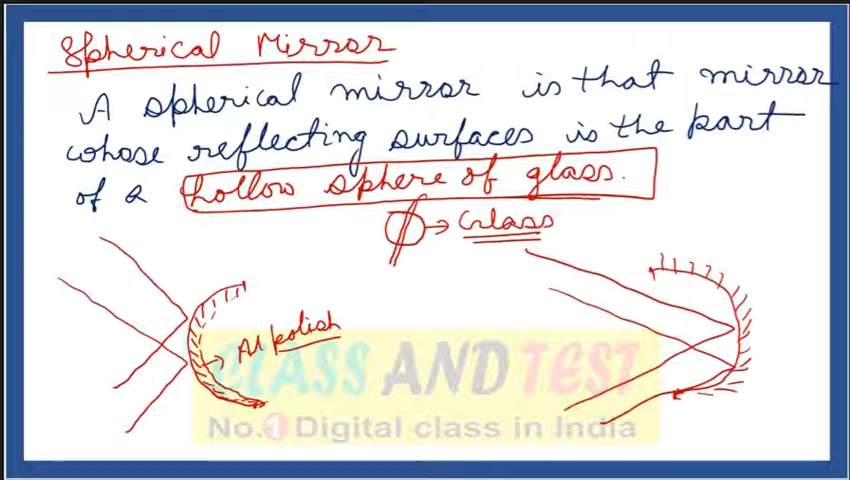 Spherical Mirror
A spherical mirror is that mirror
whose reflecting surfaces is the part
of a hollow sphere of glass.
Glass
Al polish
CLASS AND TEST
No.1 Digital class in India